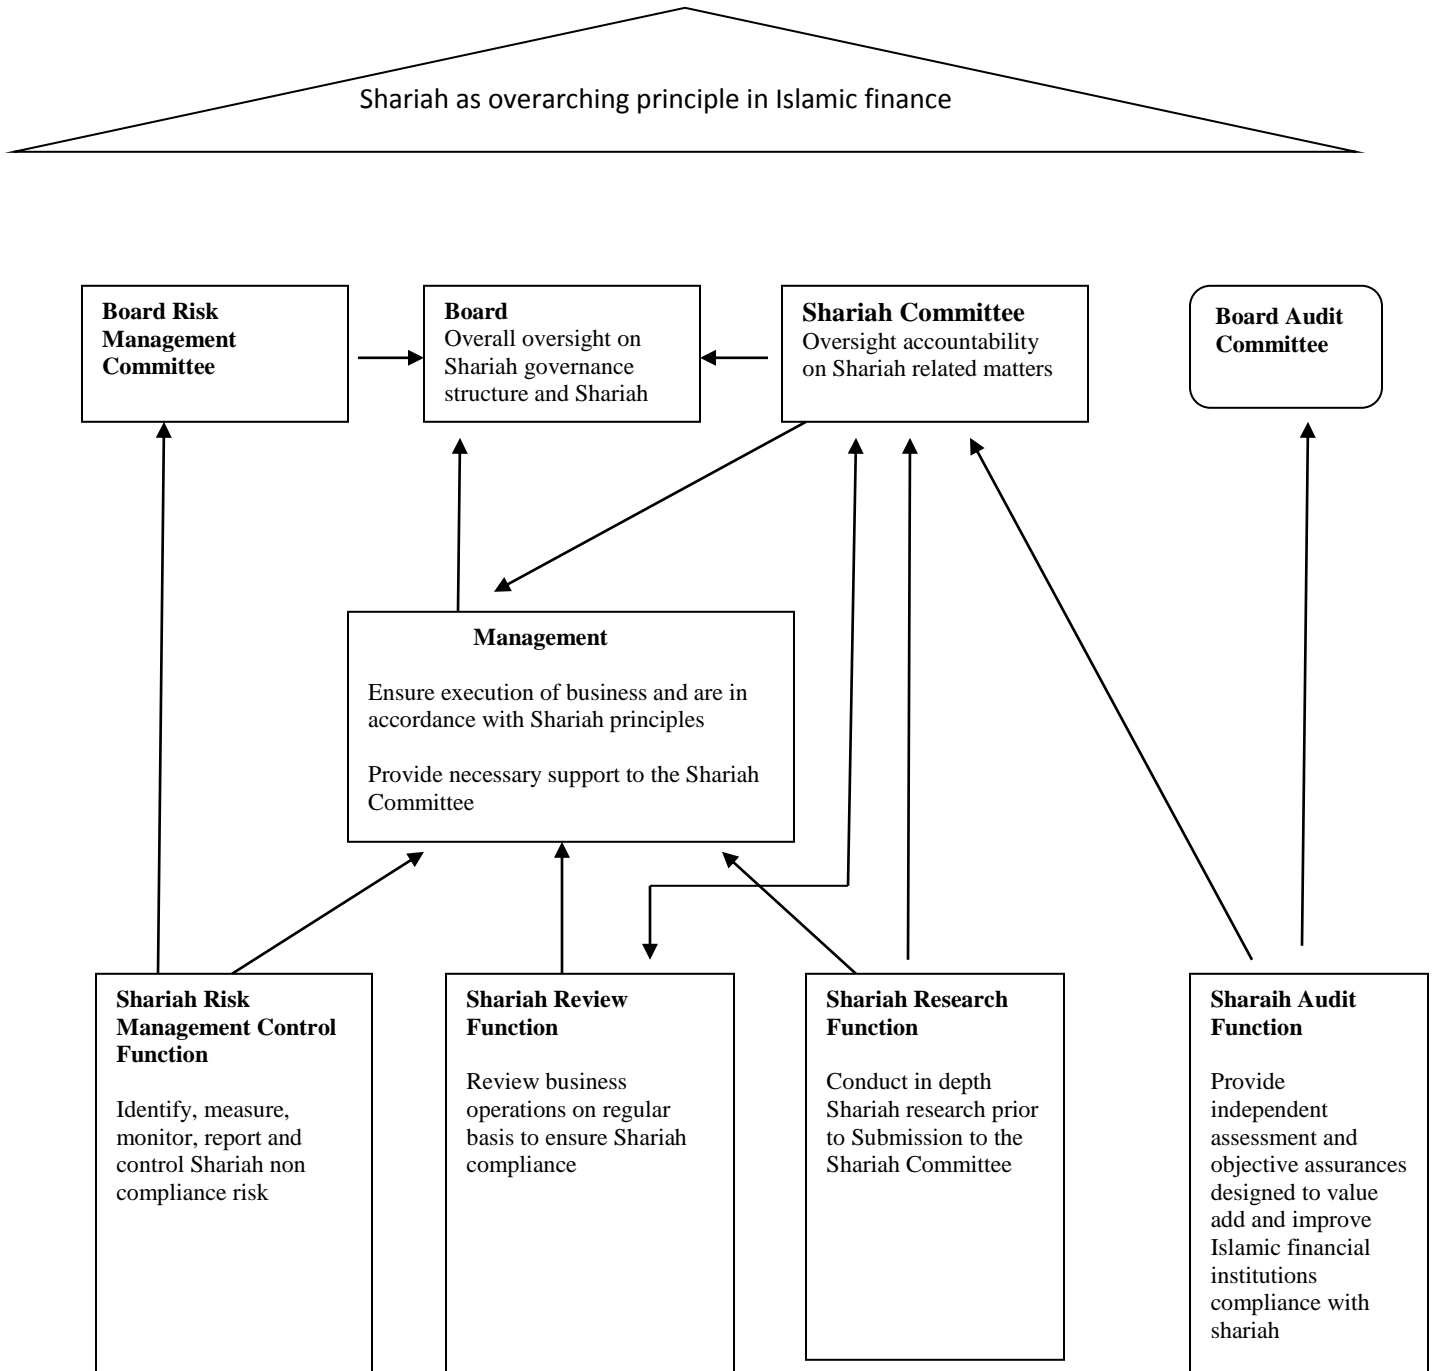 Shariah as overarching principle in Islamic finance
Board Risk
Management
Committee
Board
Overall oversight on
Shariah governance
structure and Shariah
Shariah Committee
Oversight accountability
on Shariah related matters
Board Audit
Committee
Management
Ensure execution of business and are in
accordance with Shariah principles
Provide necessary support to the Shariah
Committee
Shariah Risk
Management Control
Function
Identify, measure,
monitor, report and
control Shariah non
compliance risk
Shariah Review
Function
Review business
operations on regular
basis to ensure Shariah
compliance
Shariah Research
Function
Conduct in depth
Shariah research prior
to Submission to the
Shariah Committee
Sharaih Audit
Function
Provide
independent
assessment and
objective assurances
designed to value
add and improve
Islamic financial
institutions
compliance with
shariah